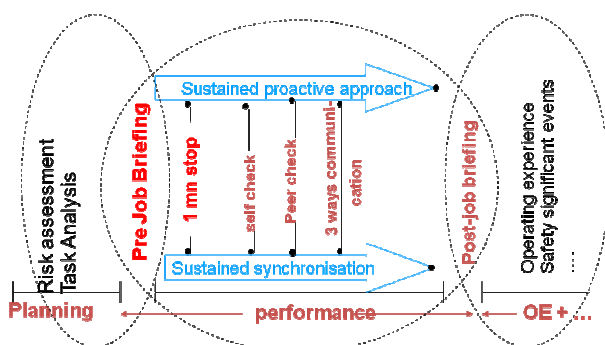 Sustained proactive approach
Risk assessment
Task Analysis
Pre Job Briefing
1 mn stop
self check
Peer check
3 ways communi-
cation
Post-job briefing
Operating experience
Safety significant events
....
Sustained synchronisation
Planning
performance
OE + ...